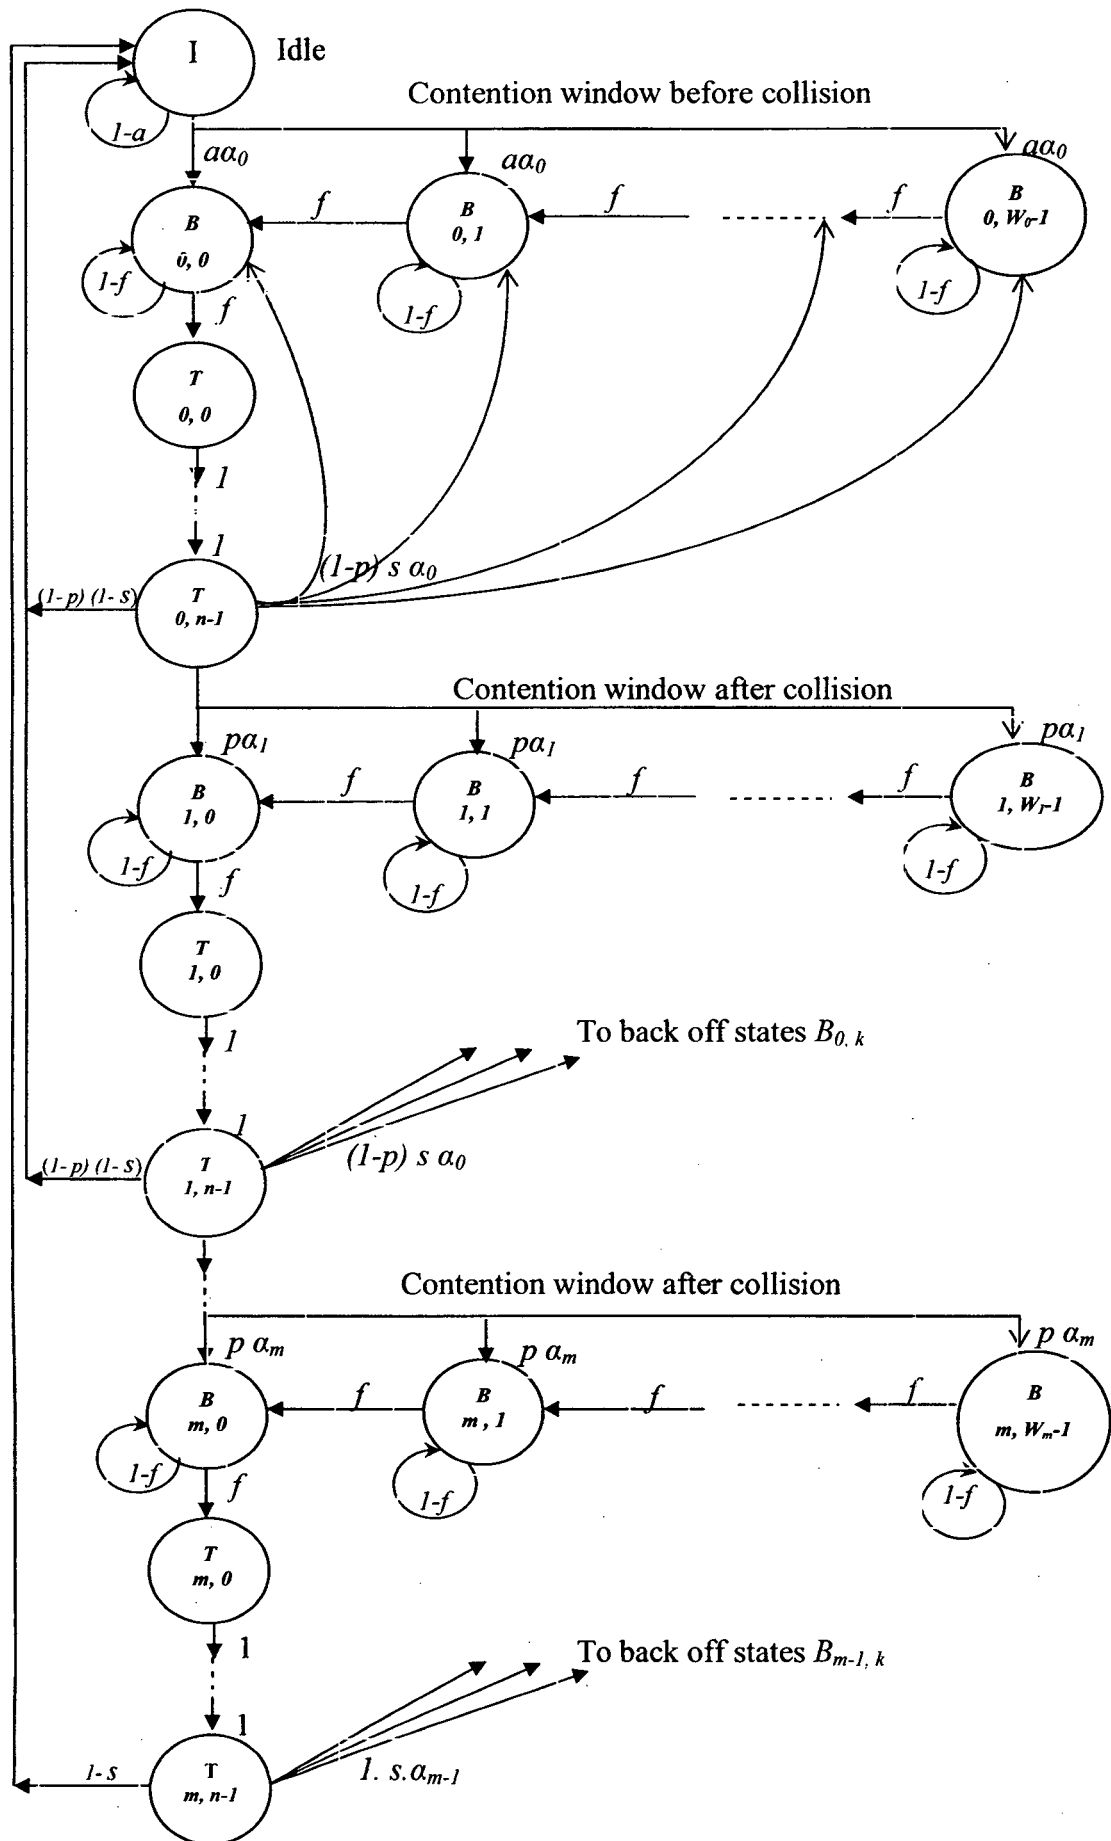 I Idle
Contention window before collision
1-a
aα₀ aα₀ aα₀
B
0, 0
f
B
0, 1
f
f
B
0, W₀-1
1-f
1-f
1-f
f
T
0, 0
1
1
(1-p) s α₀
(1-p) (1-s)
T
0, n-1
Contention window after collision
pα₁ pα₁ pα₁
B
1, 0
f
B
1, 1
f
f
B
1, W₁-1
1-f
1-f
1-f
f
T
1, 0
1
To back off states B₀, ₖ
1
(1-p) s α₀
(1-p) (1-s)
T
1, n-1
Contention window after collision
p αₘ p αₘ p αₘ
B
m, 0
f
B
m , 1
f
f
B
m, Wₘ-1
1-f
1-f
1-f
f
T
m, 0
1
To back off states Bₘ₋₁, ₖ
1
1- s
T
m, n-1
1. s.αₘ₋₁